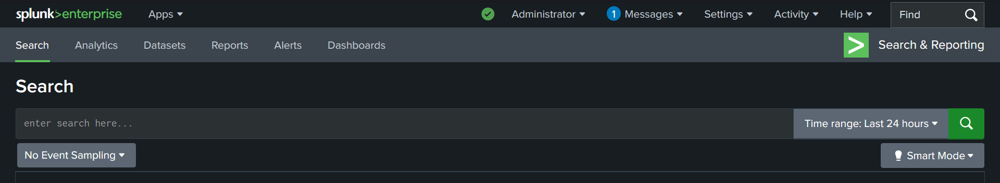 splunk>enterprise Apps Administrator 1 Messages Settings Activity Help Find
Search Analytics Datasets Reports Alerts Dashboards > Search & Reporting
Search
enter search here... Time range: Last 24 hours
No Event Sampling Smart Mode